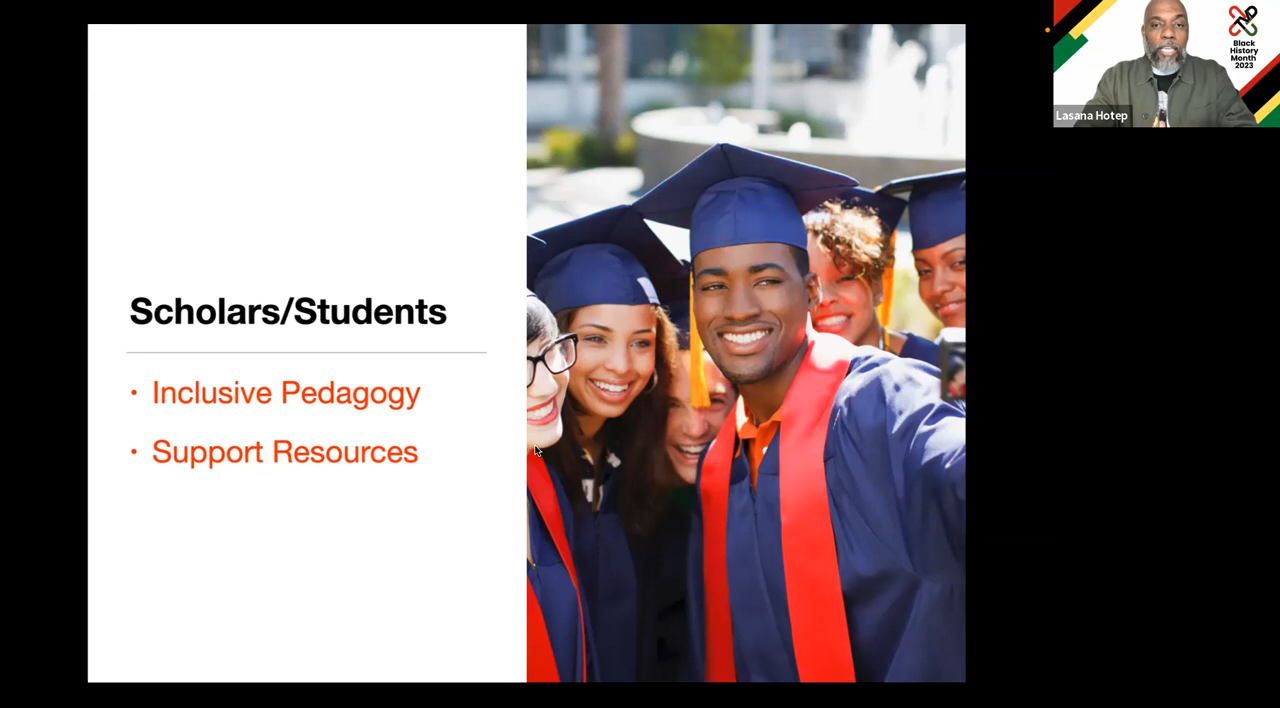 Scholars/Students
• Inclusive Pedagogy
• Support Resources
Black
History
Month
2023
Lasana Hotep